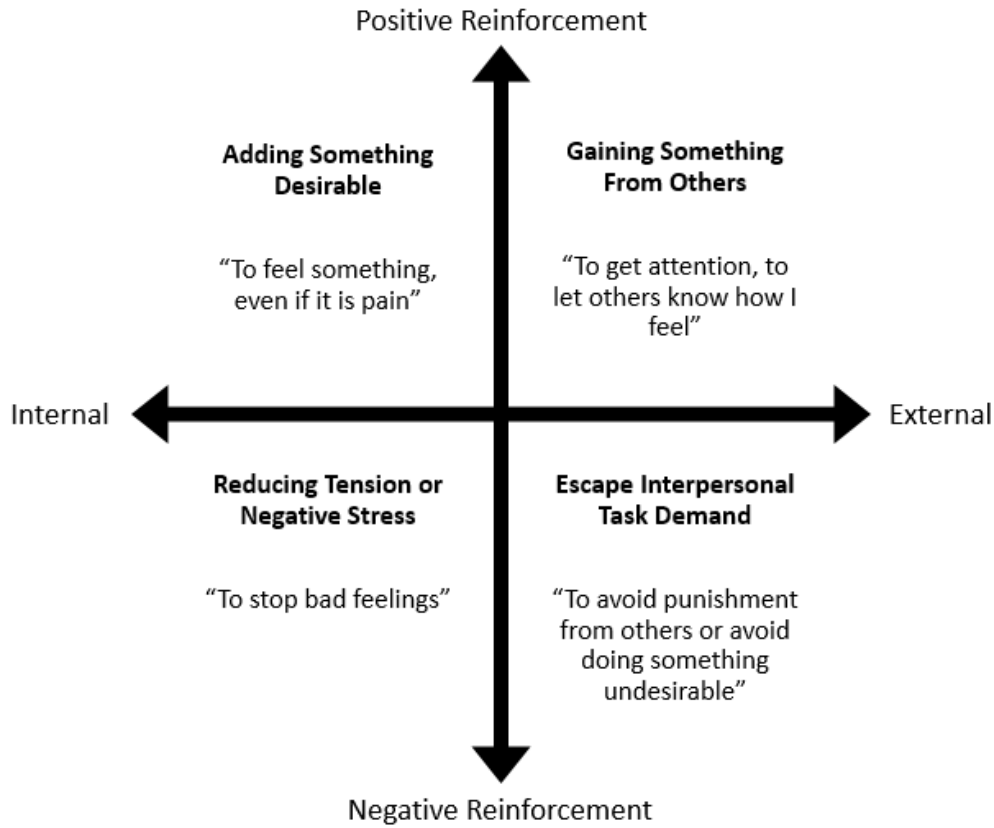 Positive Reinforcement
Adding Something
Desirable
“To feel something,
even if it is pain”
Gaining Something
From Others
“To get attention, to
let others know how I
feel”
Internal
External
Reducing Tension or
Negative Stress
“To stop bad feelings”
Escape Interpersonal
Task Demand
“To avoid punishment
from others or avoid
doing something
undesirable”
Negative Reinforcement